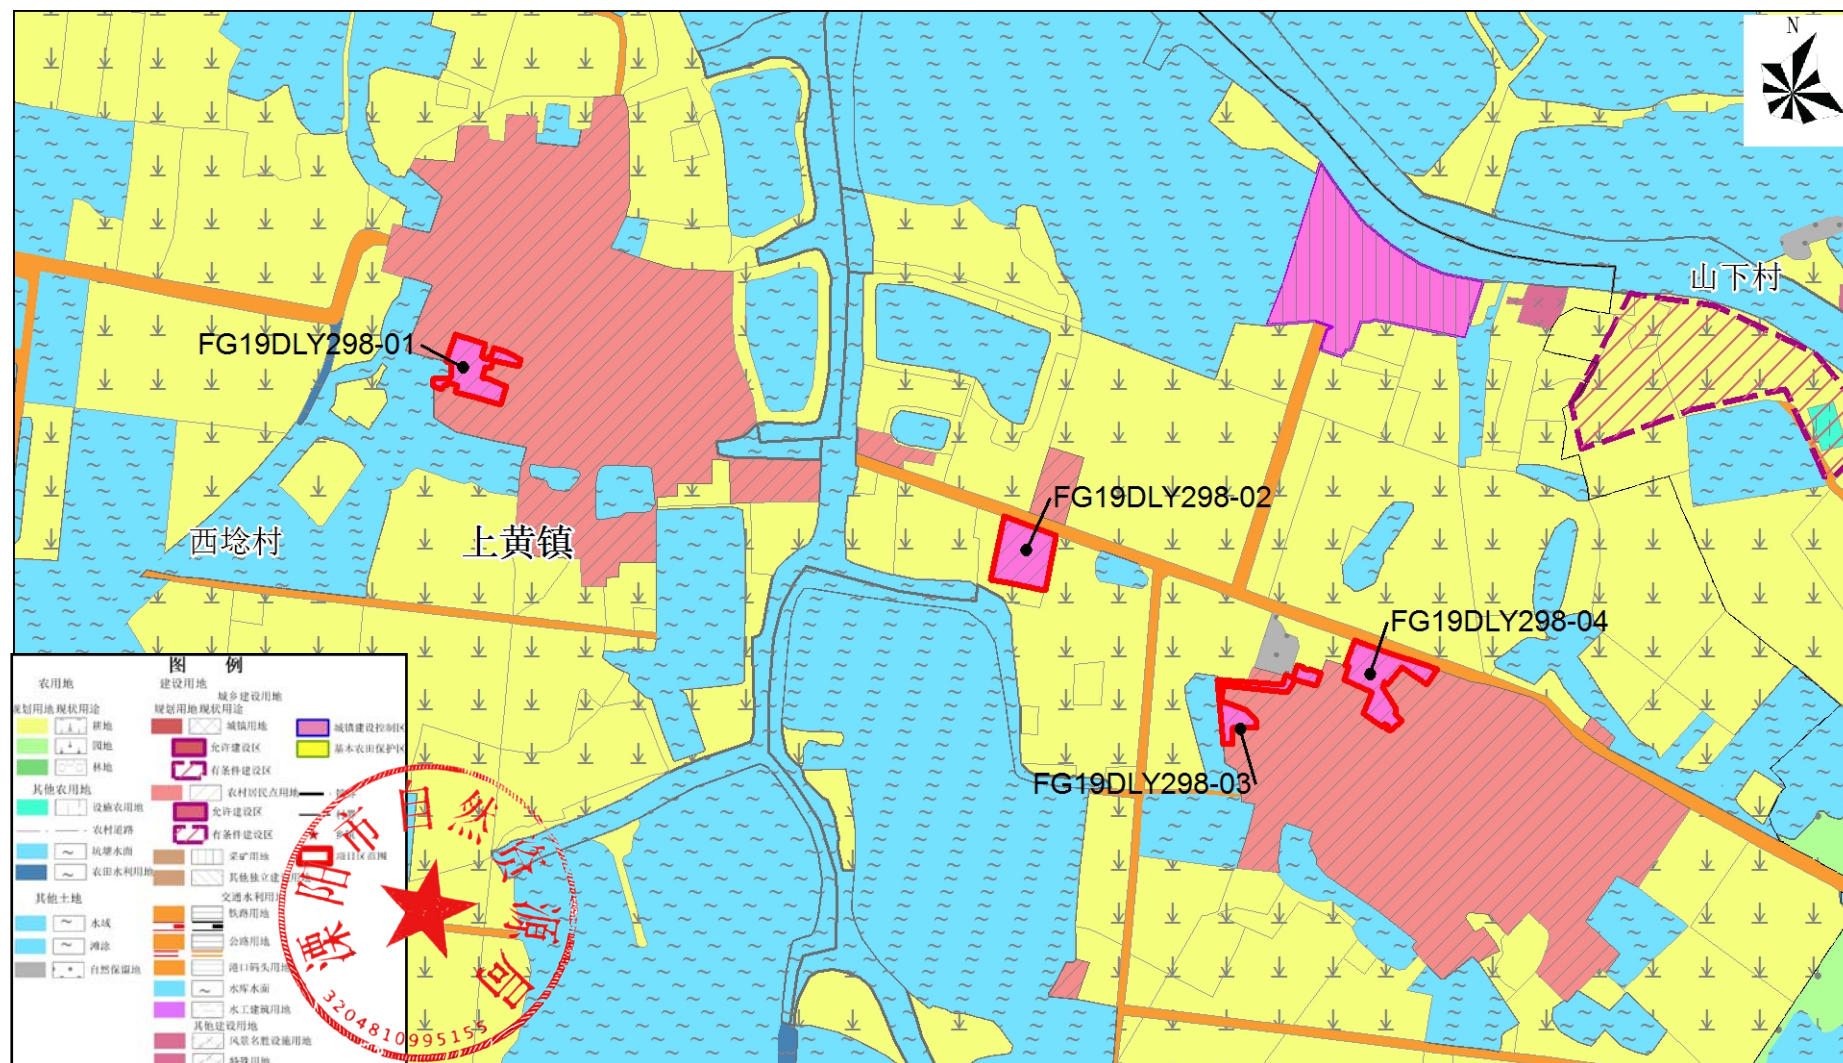 N
山下村
FG19DLY298-01
FG19DLY298-02
西埝村
上黄镇
FG19DLY298-04
FG19DLY298-03
图 例
农用地
建设用地
城乡建设用地
规划用地现状用途
规划用地现状用途
耕地
城镇用地
城镇建设控制区
园地
允许建设区
基本农田保护区
林地
有条件建设区
其他农用地
农村居民点用地
设施农用地
允许建设区
农村道路
有条件建设区
坑塘水面
采矿用地
项目区范围
农田水利用地
其他独立建
其他土地
交通水利用
铁路用地
水域
公路用地
滩涂
港口码头用地
自然保留地
水库水面
水工建筑用地
其他建设用地
风景名胜设施用地
特殊用地
溧阳市自然资源局
3204810995155